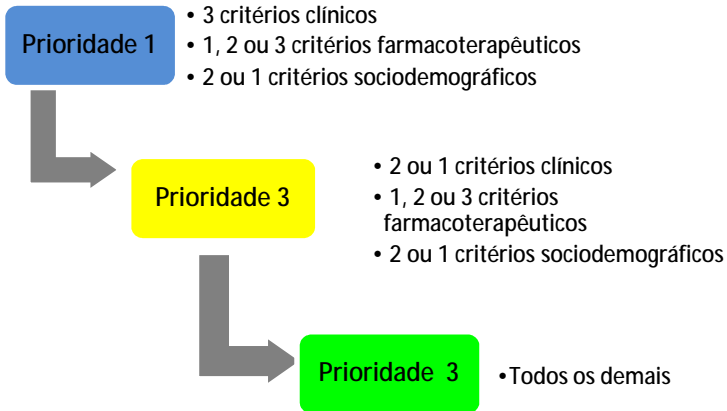 Prioridade 1
• 3 critérios clínicos
• 1, 2 ou 3 critérios farmacoterapêuticos
• 2 ou 1 critérios sociodemográficos
Prioridade 3
• 2 ou 1 critérios clínicos
• 1, 2 ou 3 critérios
farmacoterapêuticos
• 2 ou 1 critérios sociodemográficos
Prioridade 3
•Todos os demais